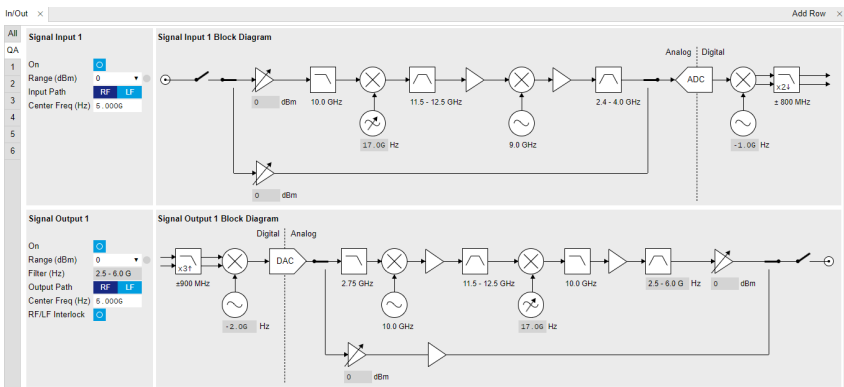 In/Out ×
Add Row ×
All
QA
1
2
3
4
5
6
Signal Input 1
On
Range (dBm) 0
Input Path RF LF
Center Freq (Hz) 5.000G
Signal Input 1 Block Diagram
Analog Digital
ADC
x2↓
0 dBm
10.0 GHz
11.5 - 12.5 GHz
2.4 - 4.0 GHz
± 800 MHz
17.0G Hz
9.0 GHz
-1.0G Hz
0 dBm
Signal Output 1
On
Range (dBm) 0
Filter (Hz) 2.5 - 6.0 G
Output Path RF LF
Center Freq (Hz) 5.000G
RF/LF Interlock
Signal Output 1 Block Diagram
Digital Analog
x3↑
DAC
±900 MHz
2.75 GHz
11.5 - 12.5 GHz
10.0 GHz
2.5 - 6.0 G Hz
0 dBm
-2.0G Hz
10.0 GHz
17.0G Hz
0 dBm